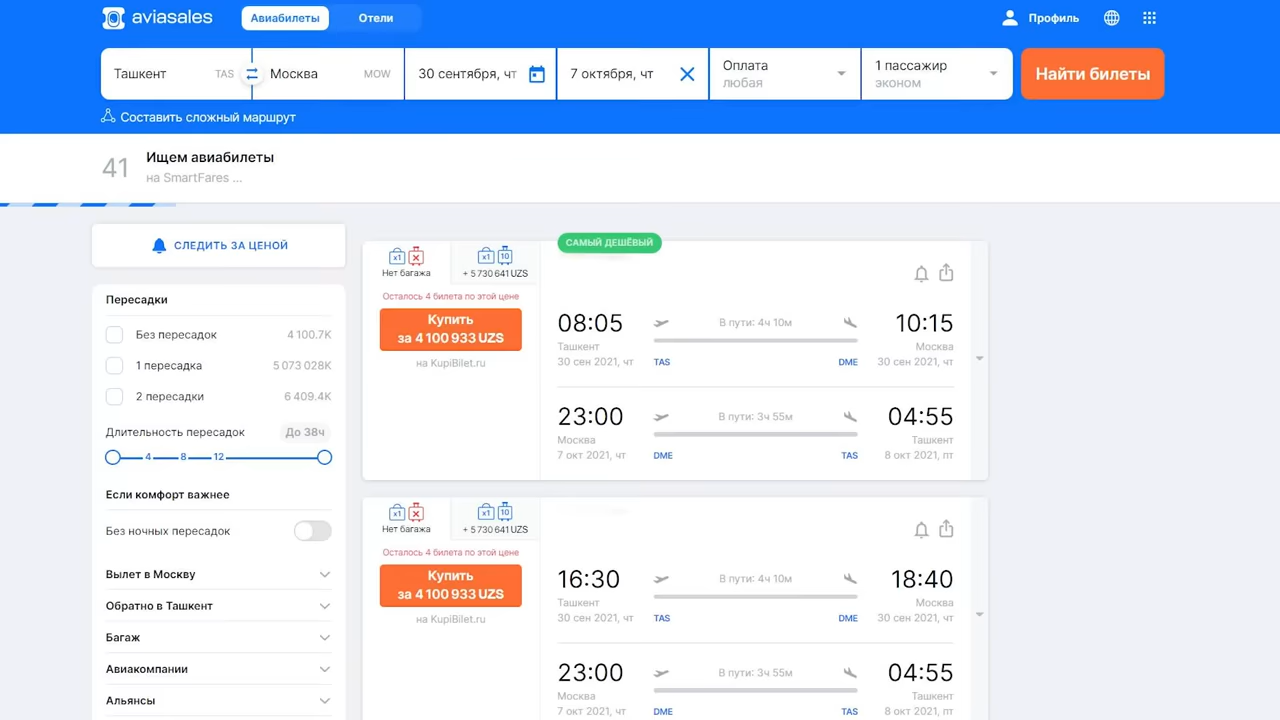 aviasales
Авиабилеты
Отели
Профиль
Ташкент TAS
Москва MOW
30 сентября, чт
7 октября, чт
Оплата
любая
1 пассажир
эконом
Найти билеты
Составить сложный маршрут
41
Ищем авиабилеты
на SmartFares ...
СЛЕДИТЬ ЗА ЦЕНОЙ
Пересадки
Без пересадок 4 100.7K
1 пересадка 5 073 028K
2 пересадки 6 409.4K
Длительность пересадок До 38ч
4 8 12
Если комфорт важнее
Без ночных пересадок
Вылет в Москву
Обратно в Ташкент
Багаж
Авиакомпании
Альянсы
САМЫЙ ДЕШЁВЫЙ
x1
x1 10
Нет багажа
+ 5 730 641 UZS
Осталось 4 билета по этой цене
Купить
за 4 100 933 UZS
на KupiBilet.ru
08:05 В пути: 4ч 10м 10:15
Ташкент Москва
30 сен 2021, чт TAS DME 30 сен 2021, чт
23:00 В пути: 3ч 55м 04:55
Москва Ташкент
7 окт 2021, чт DME TAS 8 окт 2021, пт
x1
x1 10
Нет багажа
+ 5 730 641 UZS
Осталось 4 билета по этой цене
Купить
за 4 100 933 UZS
на KupiBilet.ru
16:30 В пути: 4ч 10м 18:40
Ташкент Москва
30 сен 2021, чт TAS DME 30 сен 2021, чт
23:00 В пути: 3ч 55м 04:55
Москва Ташкент
7 окт 2021, чт DME TAS 8 окт 2021, пт